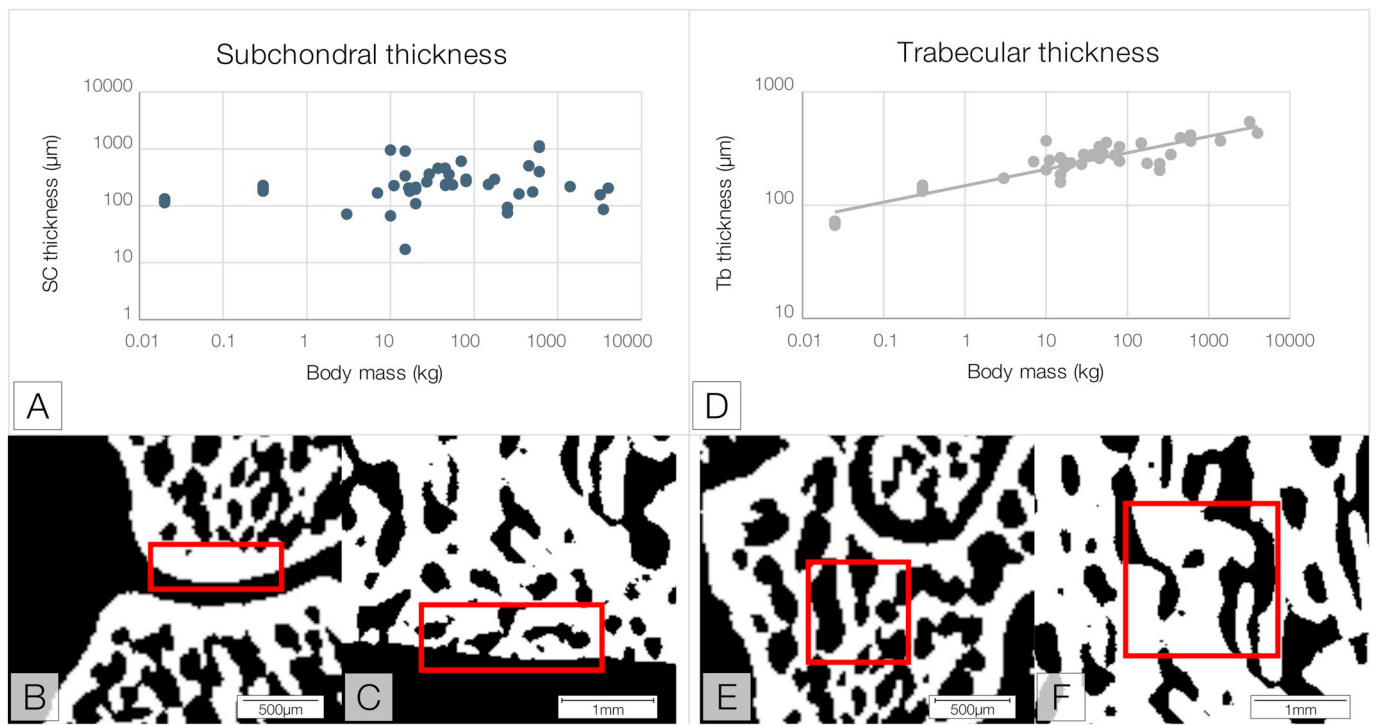 Subchondral thickness
10000
1000
100
10
1
SC thickness (µm)
0.01 0.1 1 10 100 1000 10000
Body mass (kg)
A
Trabecular thickness
1000
100
10
Tb thickness (µm)
0.01 0.1 1 10 100 1000 10000
Body mass (kg)
D
B
500µm
C
1mm
E
500µm
F
1mm